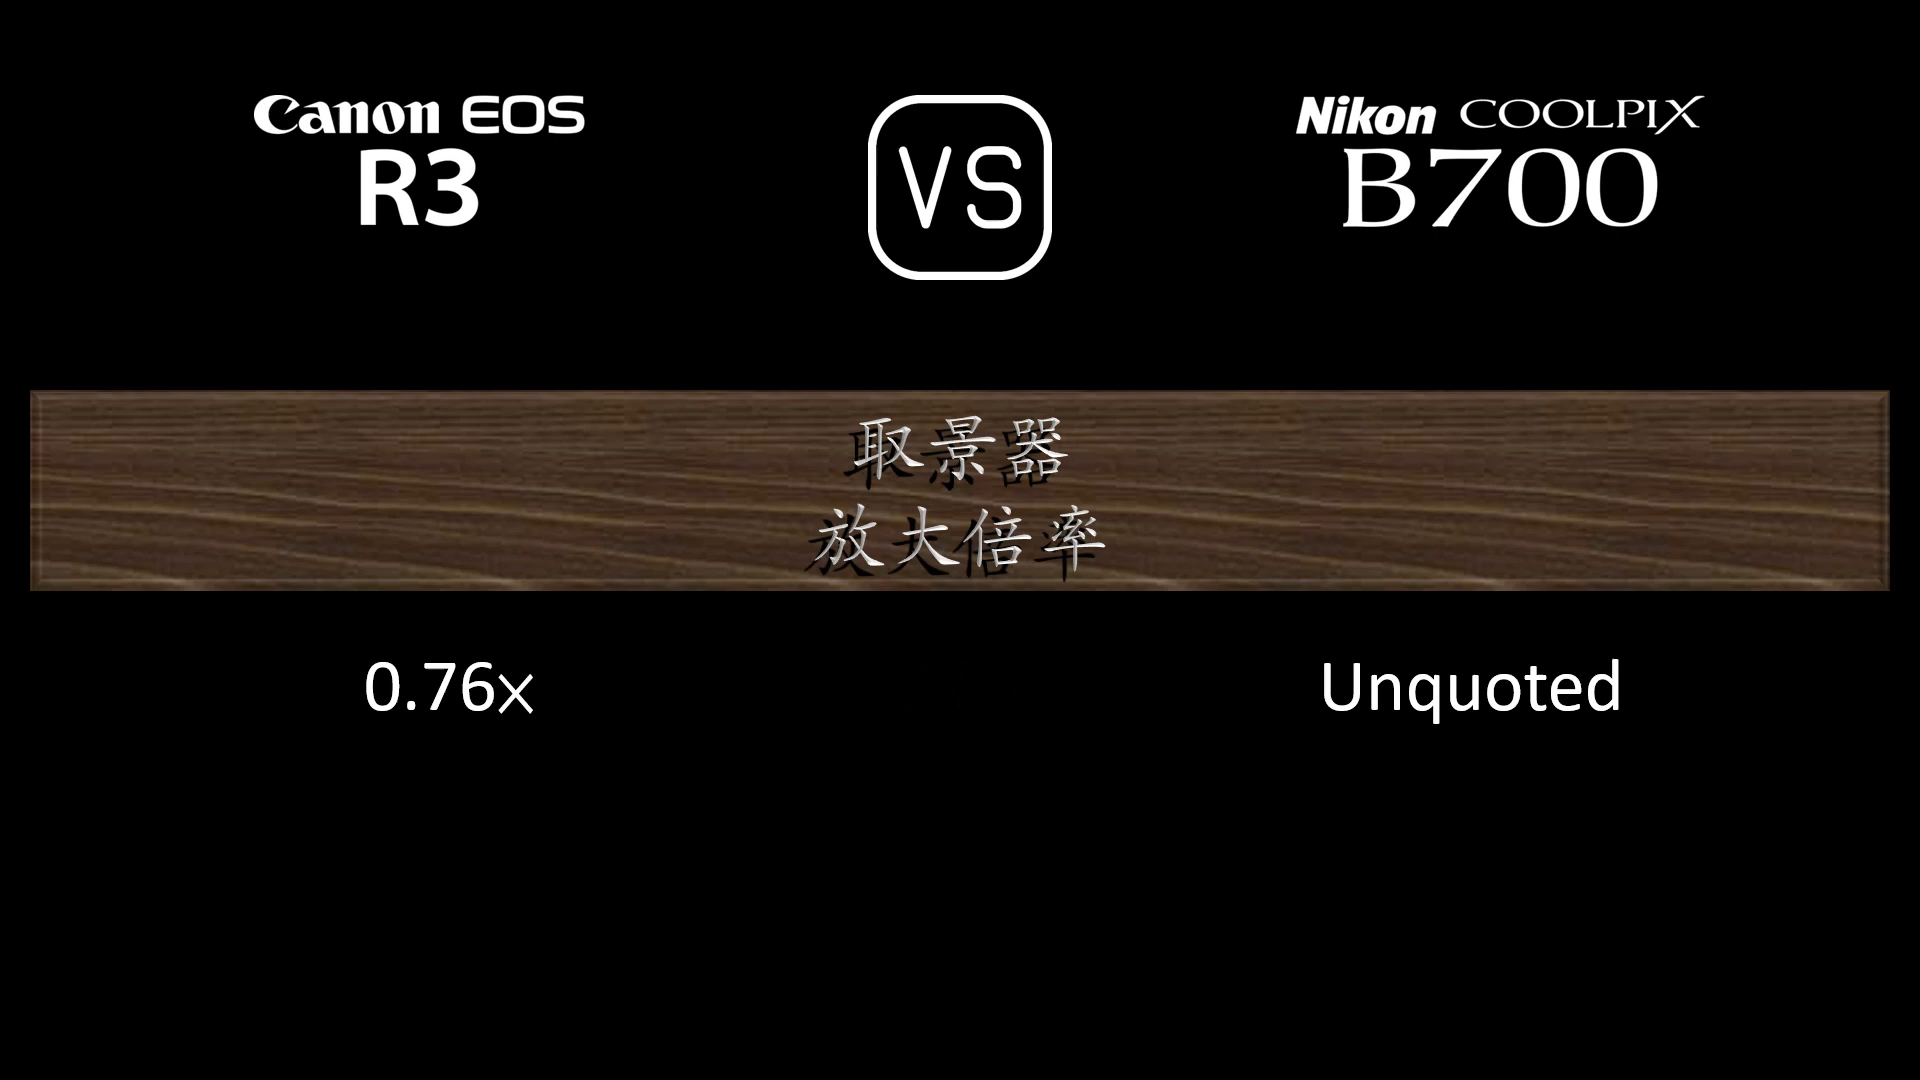 Canon EOS
R3
VS
Nikon COOLPIX
B700
取景器
放大倍率
0.76x
Unquoted